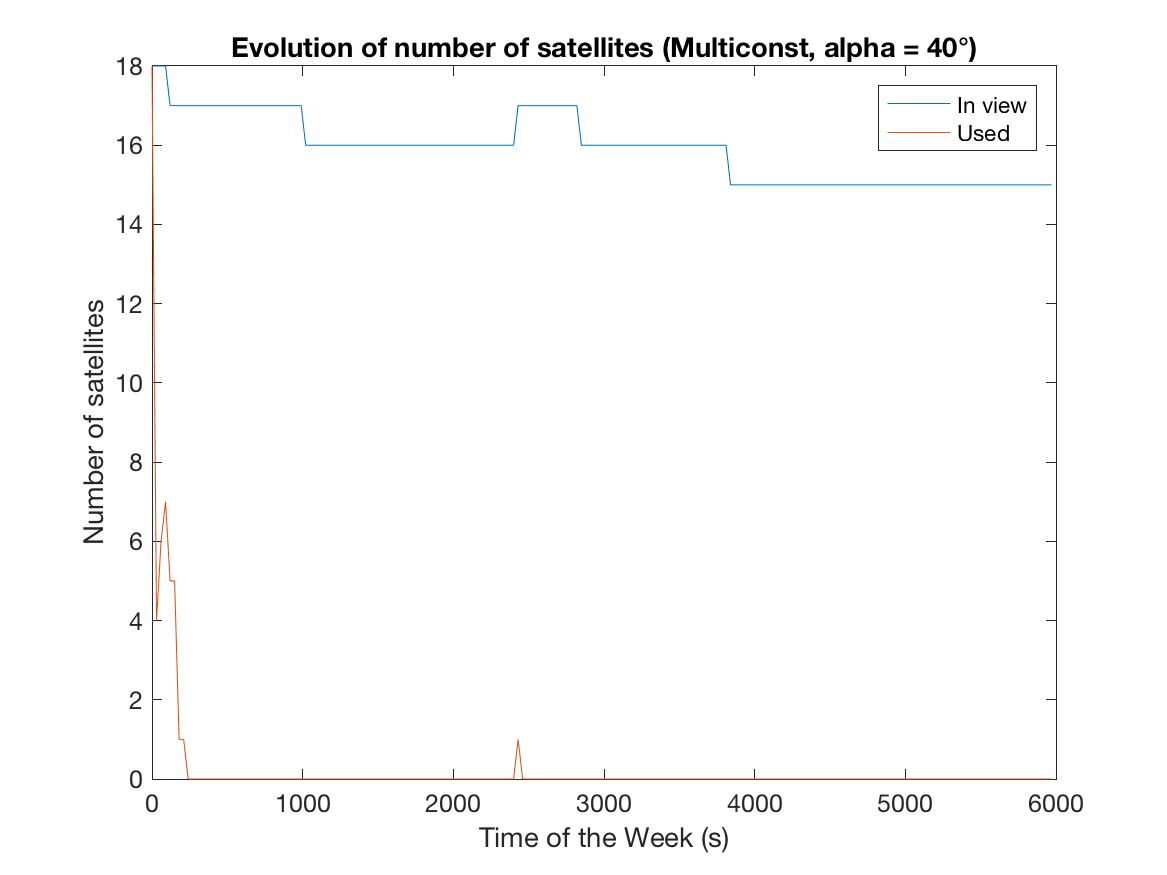 Evolution of number of satellites (Multiconst, alpha = 40°)
18
16
14
12
10
8
6
4
2
0
Number of satellites
In view
Used
0 1000 2000 3000 4000 5000 6000
Time of the Week (s)